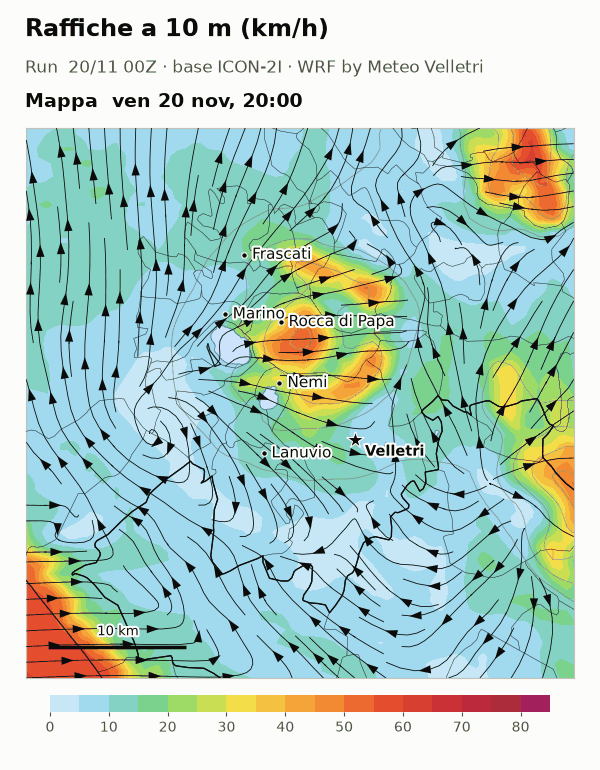 Raffiche a 10 m (km/h)
Run  20/11 00Z · base ICON-2I · WRF by Meteo Velletri
Mappa  ven 20 nov, 20:00
Frascati
Marino
Rocca di Papa
Nemi
Velletri
Lanuvio
10 km
0 10 20 30 40 50 60 70 80